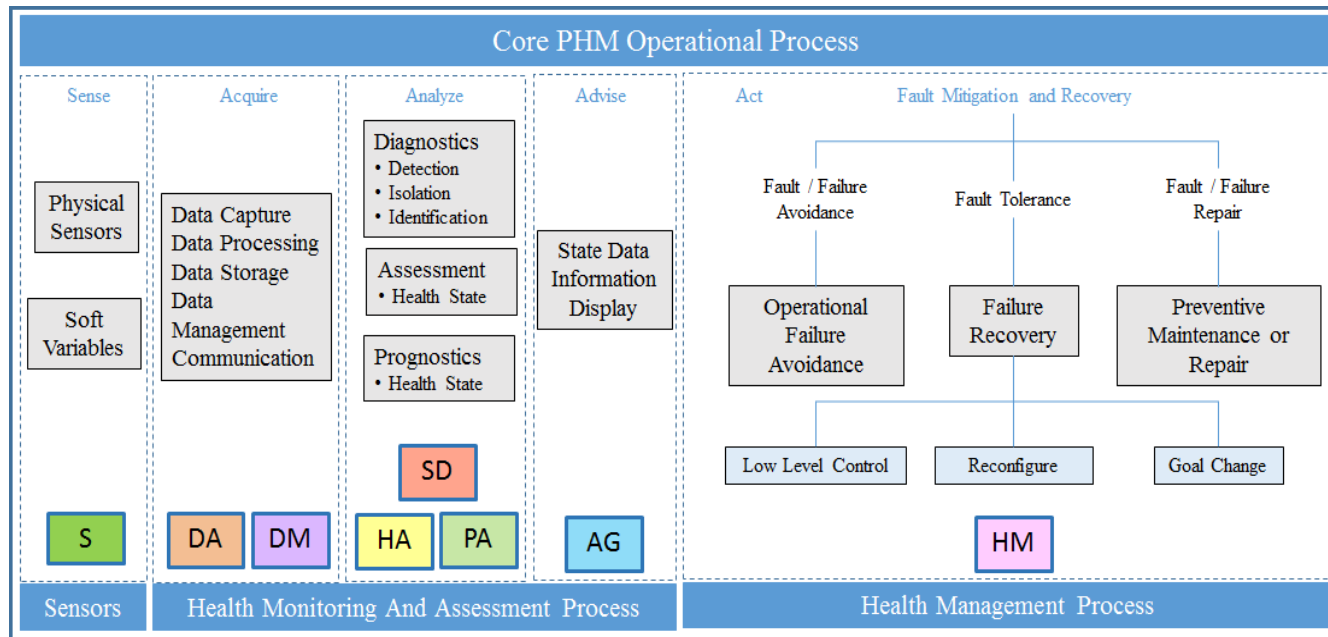 Core PHM Operational Process
Sense
Acquire
Analyze
Advise
Act
Fault Mitigation and Recovery
Physical
Sensors
Soft
Variables
Data Capture
Data Processing
Data Storage
Data
Management
Communication
Diagnostics
• Detection
• Isolation
• Identification
Assessment
• Health State
Prognostics
• Health State
State Data
Information
Display
Fault / Failure
Avoidance
Fault Tolerance
Fault / Failure
Repair
Operational
Failure
Avoidance
Failure
Recovery
Preventive
Maintenance or
Repair
Low Level Control
Reconfigure
Goal Change
S
DA
DM
SD
HA
PA
AG
HM
Sensors
Health Monitoring And Assessment Process
Health Management Process